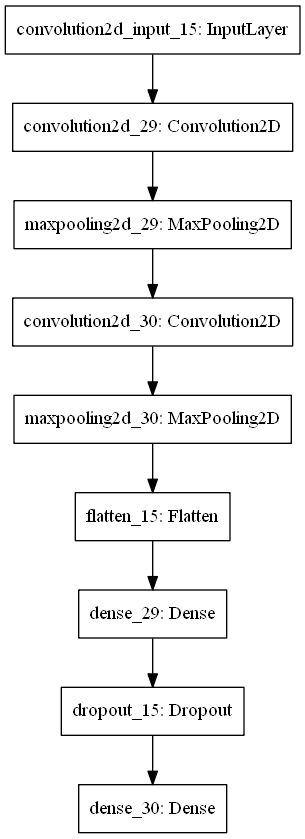 convolution2d_input_15: InputLayer
convolution2d_29: Convolution2D
maxpooling2d_29: MaxPooling2D
convolution2d_30: Convolution2D
maxpooling2d_30: MaxPooling2D
flatten_15: Flatten
dense_29: Dense
dropout_15: Dropout
dense_30: Dense